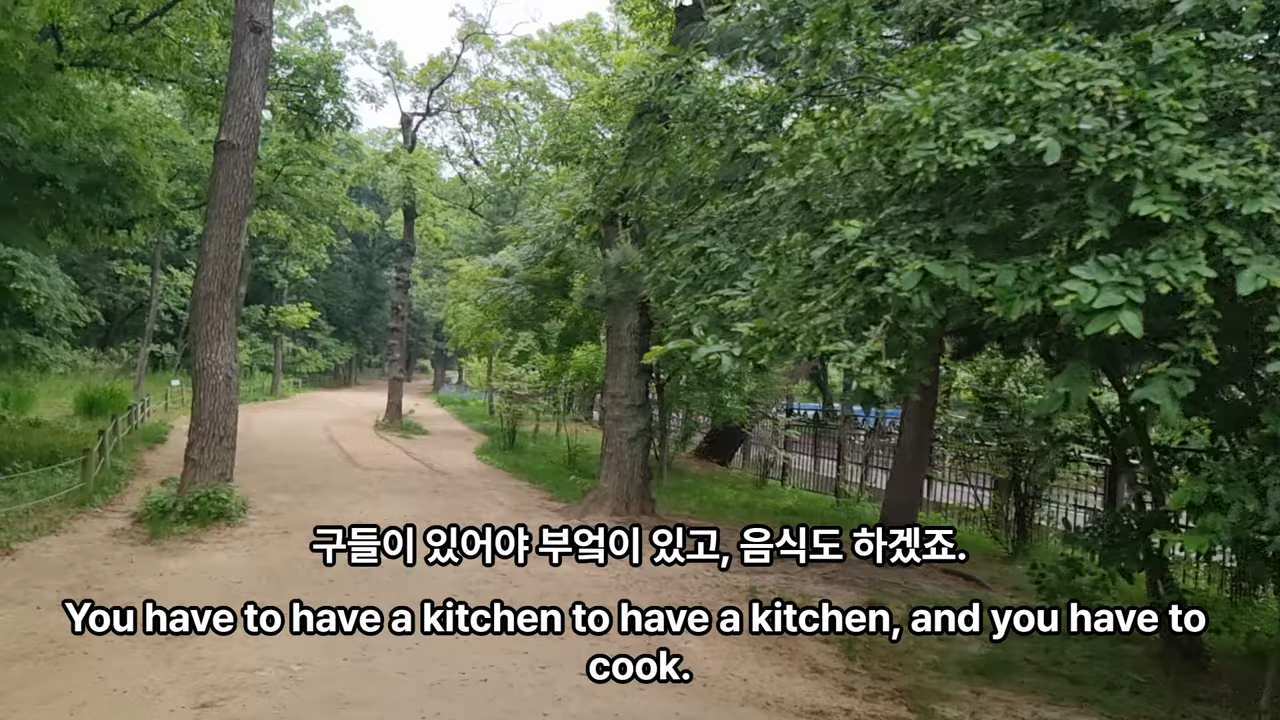 구들이 있어야 부엌이 있고, 음식도 하겠죠.
You have to have a kitchen to have a kitchen, and you have to
cook.